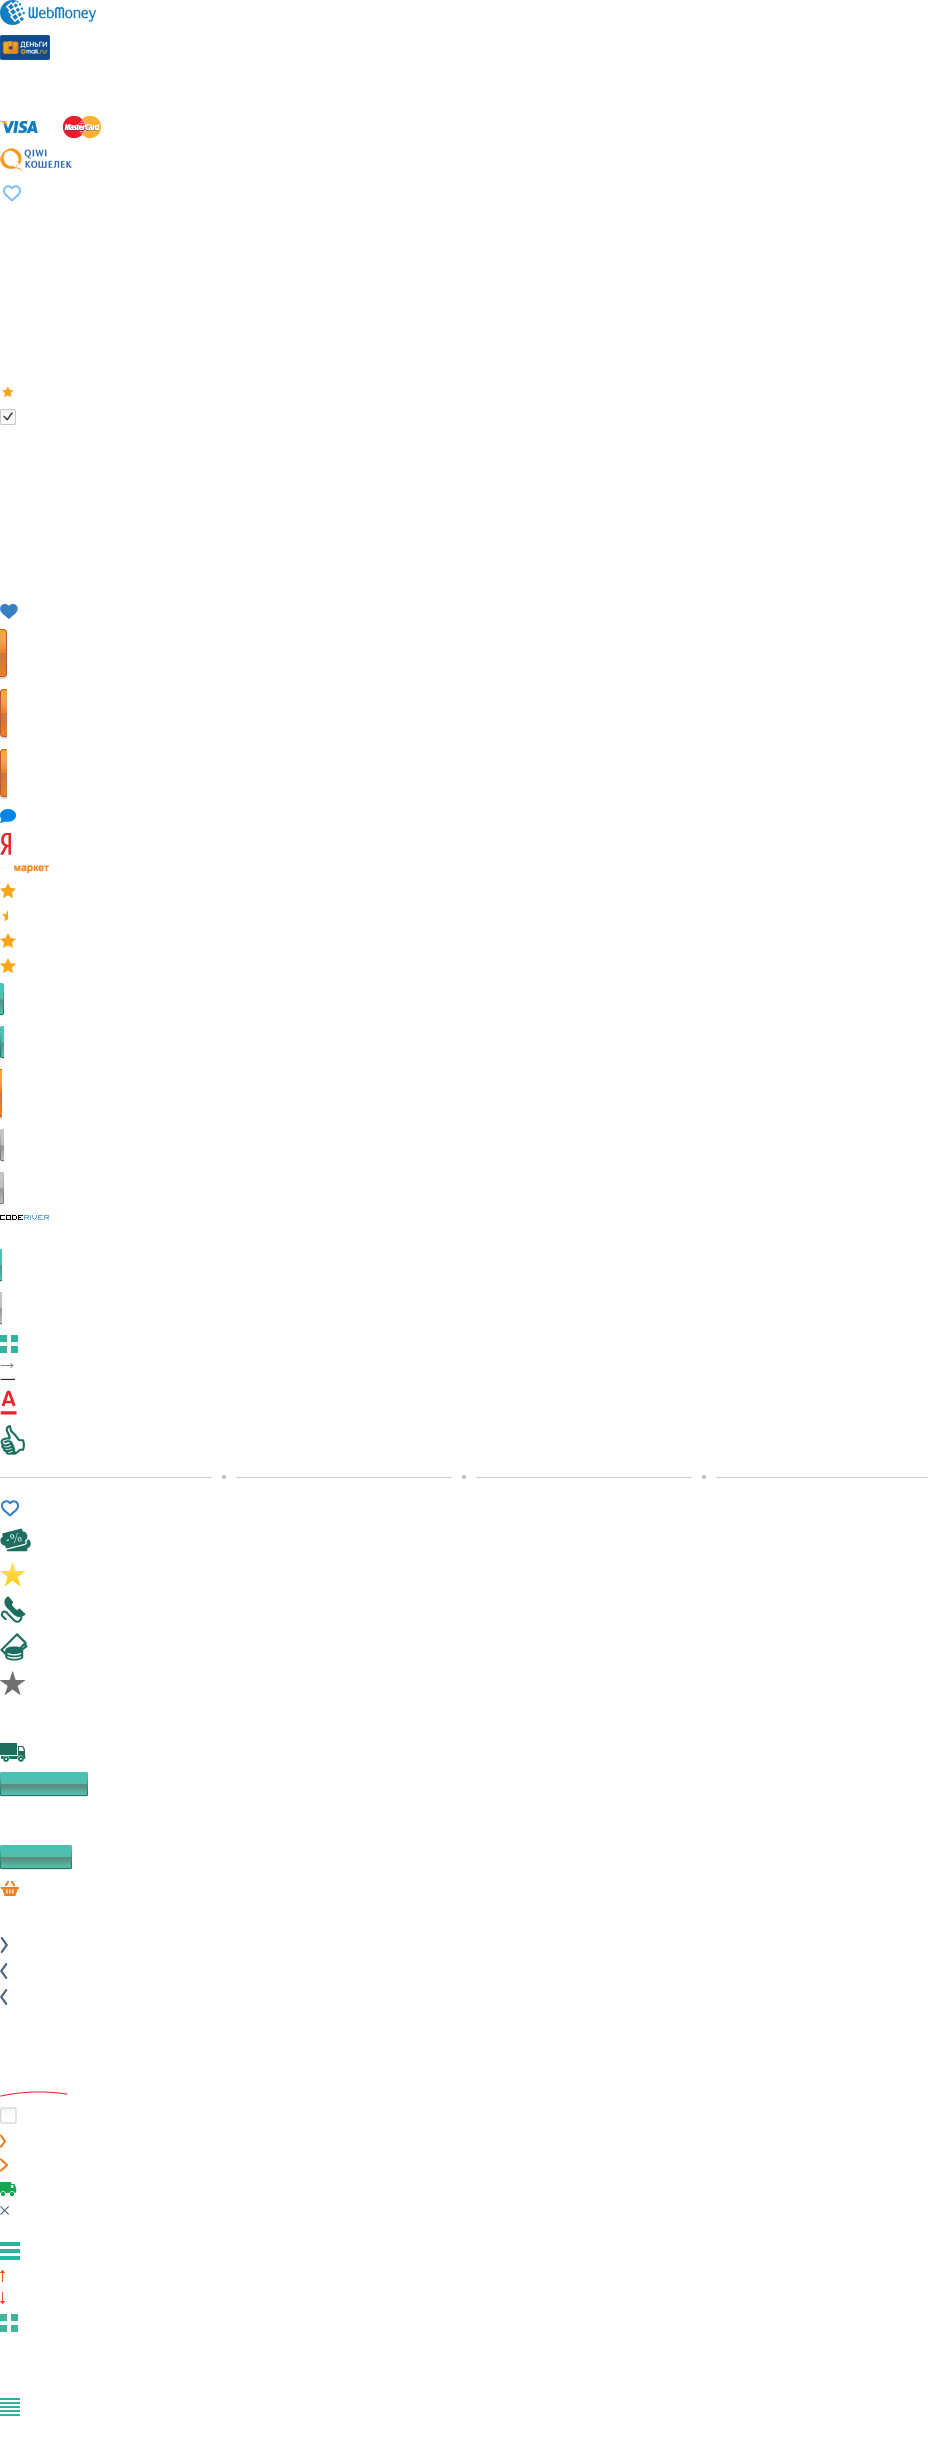 WebMoney
ДЕНЬГИ
@mail.ru
VISA MasterCard
QIWI
КОШЕЛЕК
Я
маркет
CODERIVER
А
-%